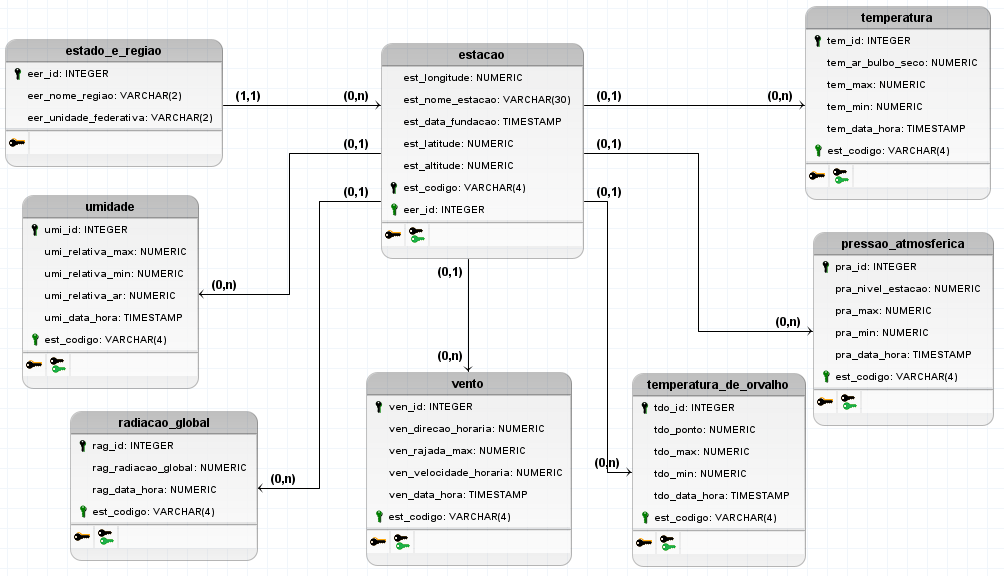 estado_e_regiao
eer_id: INTEGER
eer_nome_regiao: VARCHAR(2)
eer_unidade_federativa: VARCHAR(2)
(1,1)
(0,n)
estacao
est_longitude: NUMERIC
est_nome_estacao: VARCHAR(30)
est_data_fundacao: TIMESTAMP
est_latitude: NUMERIC
est_altitude: NUMERIC
est_codigo: VARCHAR(4)
eer_id: INTEGER
(0,1)
(0,n)
temperatura
tem_id: INTEGER
tem_ar_bulbo_seco: NUMERIC
tem_max: NUMERIC
tem_min: NUMERIC
tem_data_hora: TIMESTAMP
est_codigo: VARCHAR(4)
(0,1)
(0,1)
(0,1)
(0,1)
umidade
umi_id: INTEGER
umi_relativa_max: NUMERIC
umi_relativa_min: NUMERIC
umi_relativa_ar: NUMERIC
umi_data_hora: TIMESTAMP
est_codigo: VARCHAR(4)
(0,n)
(0,1)
(0,n)
pressao_atmosferica
pra_id: INTEGER
pra_nivel_estacao: NUMERIC
pra_max: NUMERIC
pra_min: NUMERIC
pra_data_hora: TIMESTAMP
est_codigo: VARCHAR(4)
(0,n)
radiacao_global
rag_id: INTEGER
rag_radiacao_global: NUMERIC
rag_data_hora: NUMERIC
est_codigo: VARCHAR(4)
(0,n)
vento
ven_id: INTEGER
ven_direcao_horaria: NUMERIC
ven_rajada_max: NUMERIC
ven_velocidade_horaria: NUMERIC
ven_data_hora: TIMESTAMP
est_codigo: VARCHAR(4)
(0,n)
temperatura_de_orvalho
tdo_id: INTEGER
tdo_ponto: NUMERIC
tdo_max: NUMERIC
tdo_min: NUMERIC
tdo_data_hora: TIMESTAMP
est_codigo: VARCHAR(4)